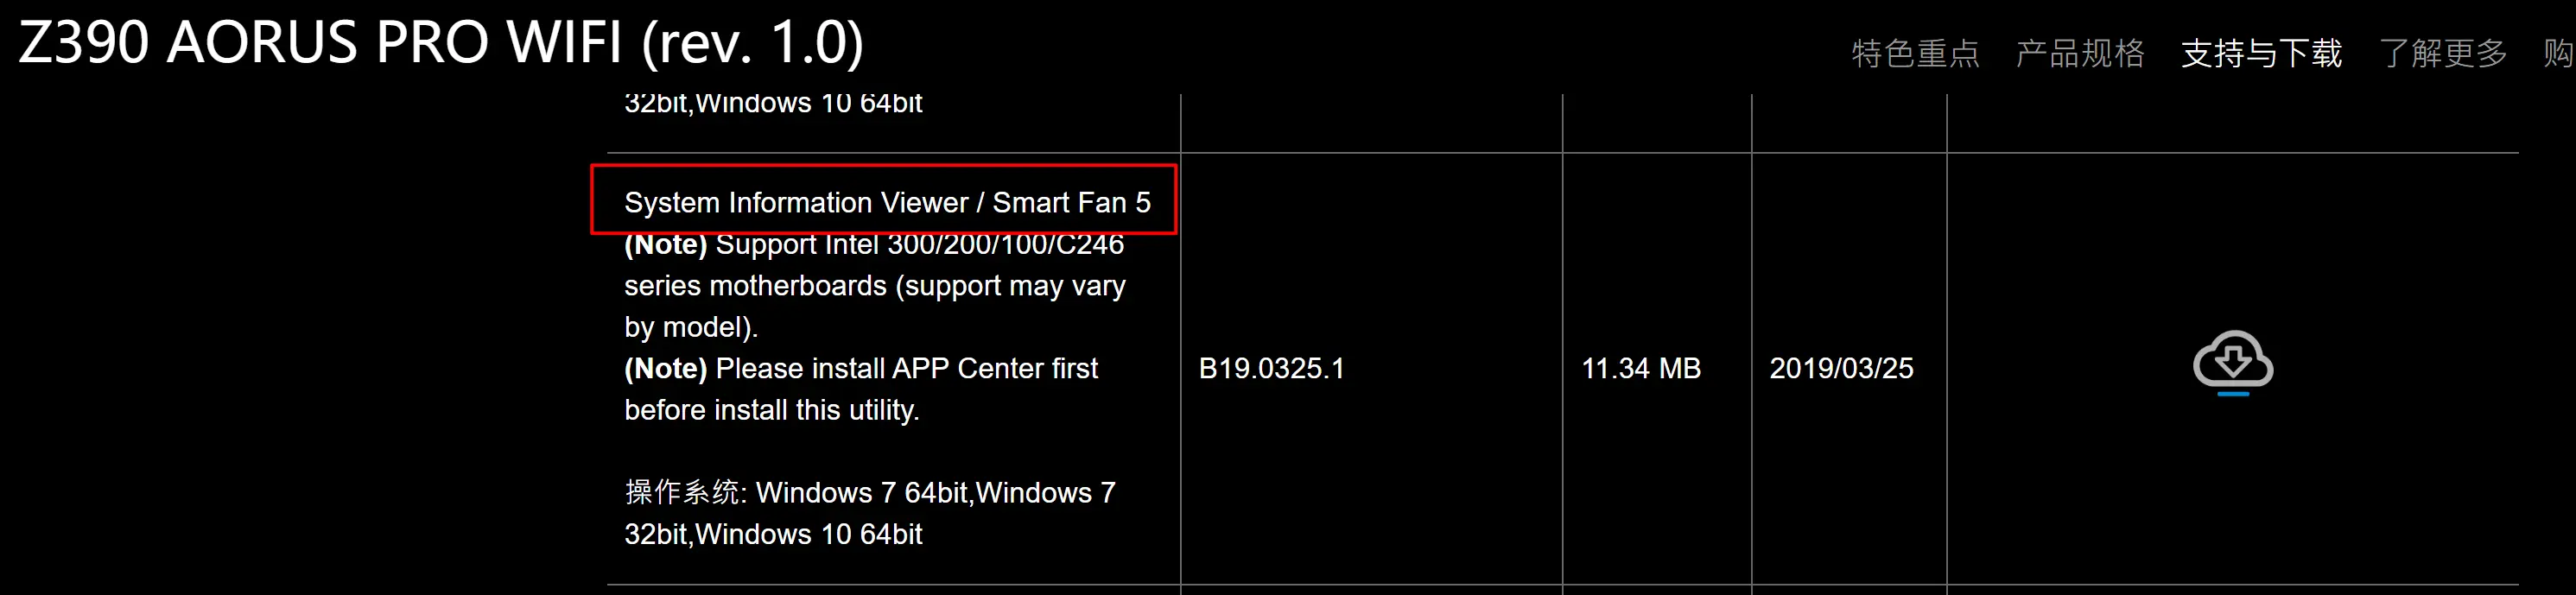 Z390 AORUS PRO WIFI (rev. 1.0)
特色重点 产品规格 支持与下载 了解更多 购
32bit,Windows 10 64bit
System Information Viewer / Smart Fan 5
(Note) Support Intel 300/200/100/C246
series motherboards (support may vary
by model).
(Note) Please install APP Center first
before install this utility.
操作系统: Windows 7 64bit,Windows 7
32bit,Windows 10 64bit
B19.0325.1
11.34 MB
2019/03/25